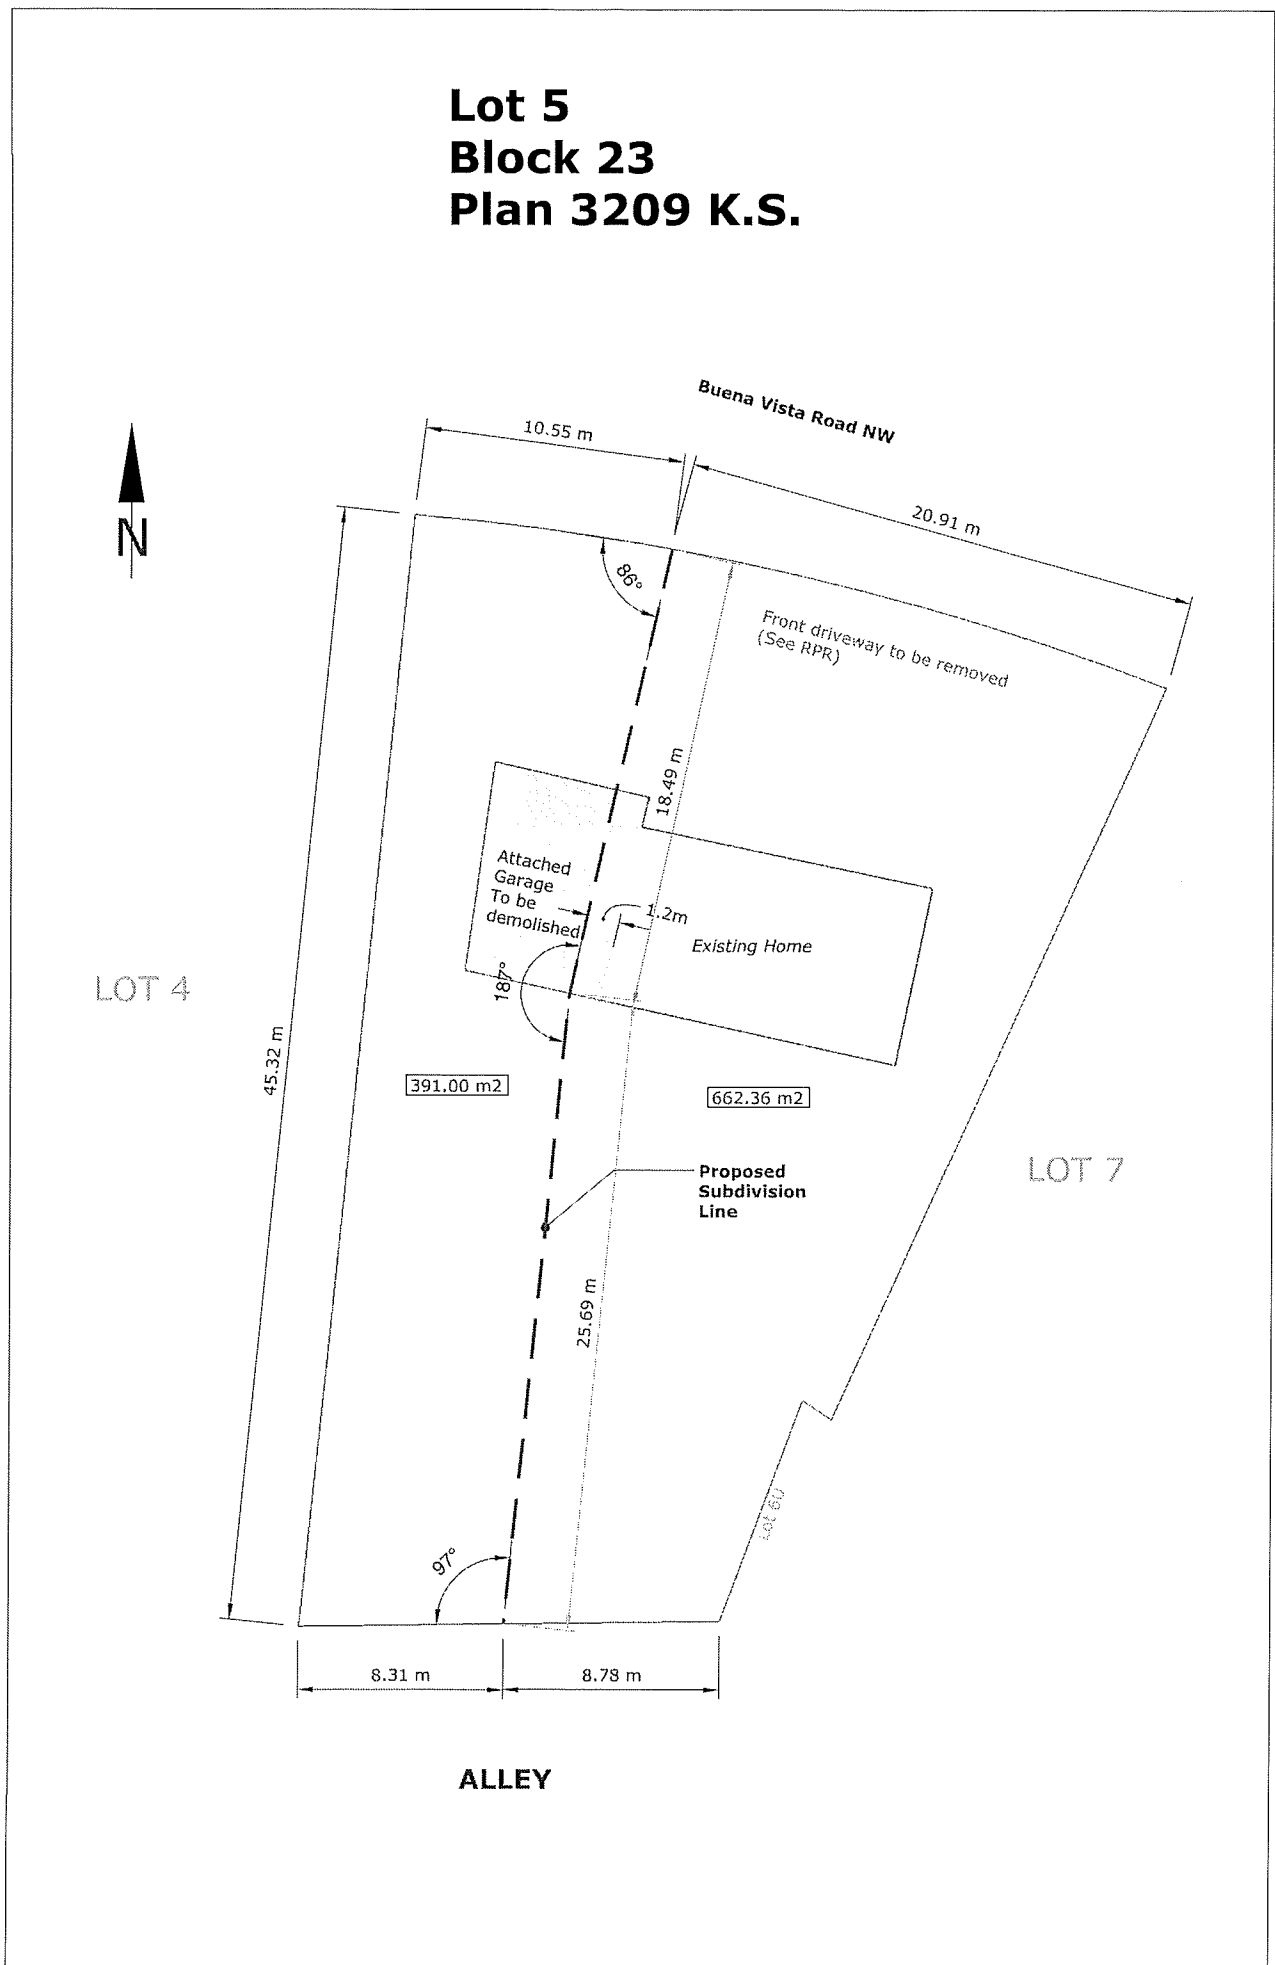 Lot 5
Block 23
Plan 3209 K.S.
Buena Vista Road NW
10.55 m
20.91 m
N
86°
Front driveway to be removed
(See RPR)
18.49 m
Attached
Garage
To be
demolished
1.2m
Existing Home
187°
LOT 4
45.32 m
391.00 m2
662.36 m2
LOT 7
Proposed
Subdivision
Line
25.69 m
Lot 60
97°
8.31 m
8.78 m
ALLEY